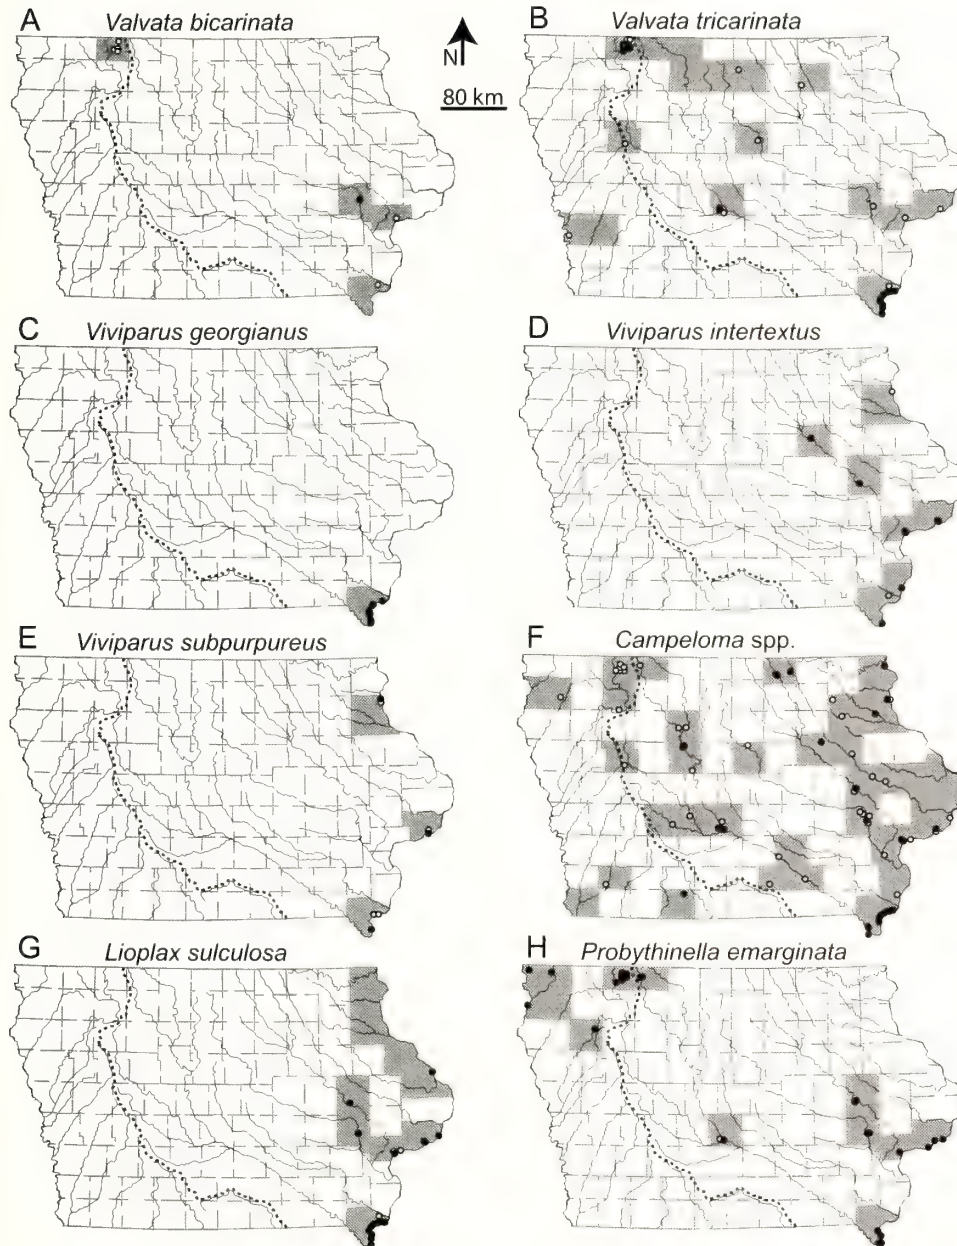 A Valvata bicarinata
N
80 km
B Valvata tricarinata
C Viviparus georgianus
D Viviparus intertextus
E Viviparus subpurpureus
F Campeloma spp.
G Lioplax sulculosa
H Probythinella emarginata